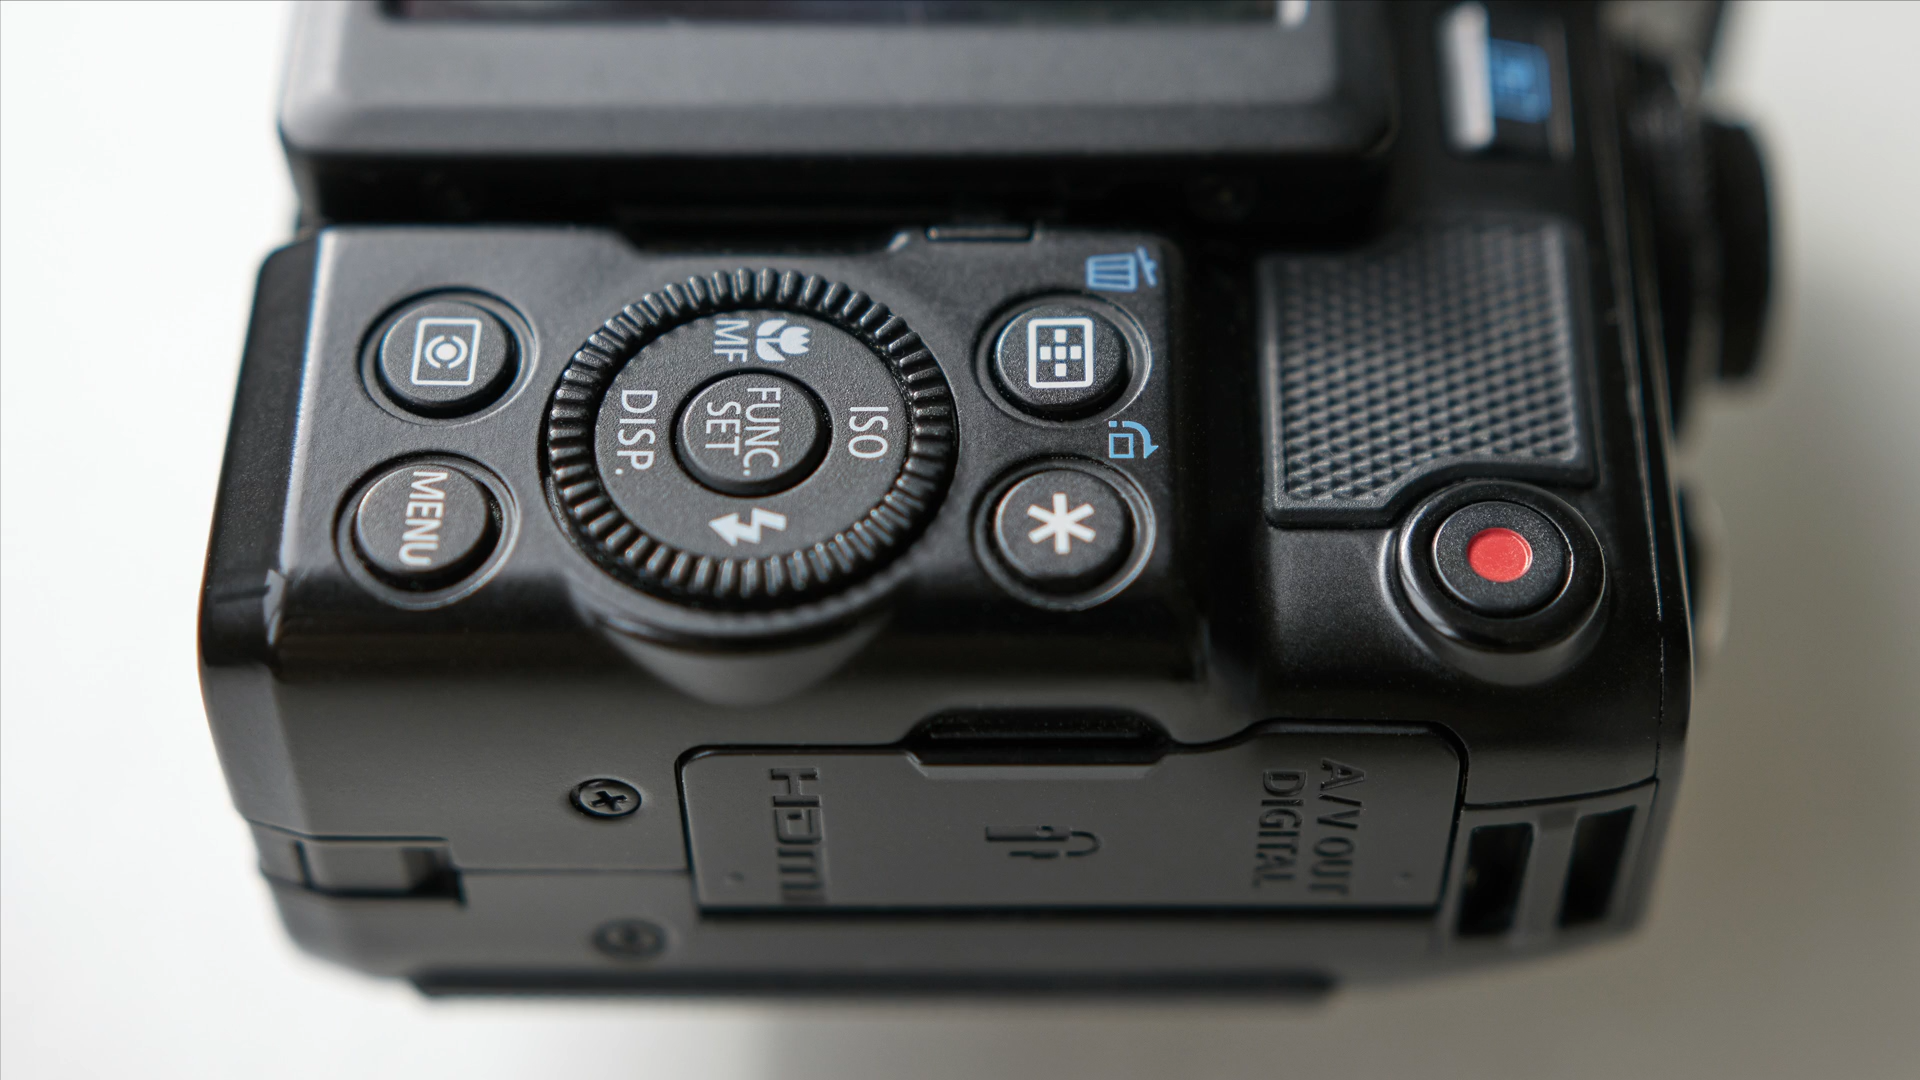 ISO
MF
FUNC.
SET
DISP.
MENU
A/V OUT
DIGITAL
HDMI